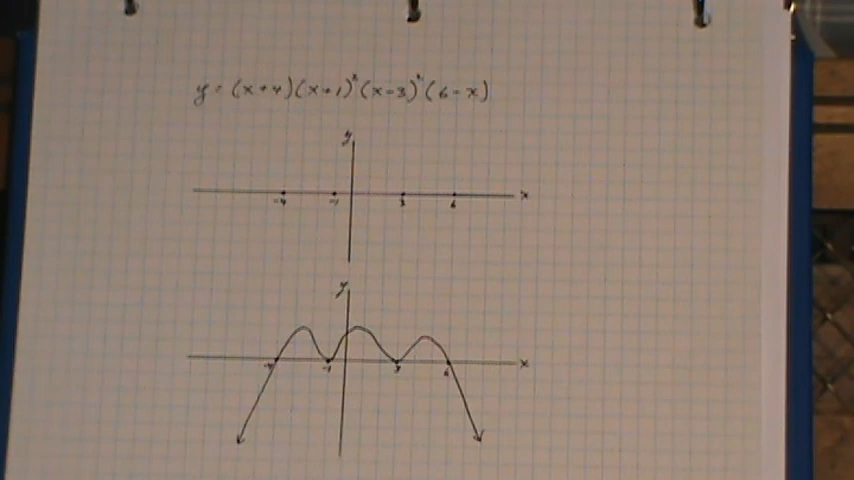 y = (x+4)(x+1)²(x-3)²(6-x)
y
-4 -1 3 6 x
y
-4 -1 3 6 x